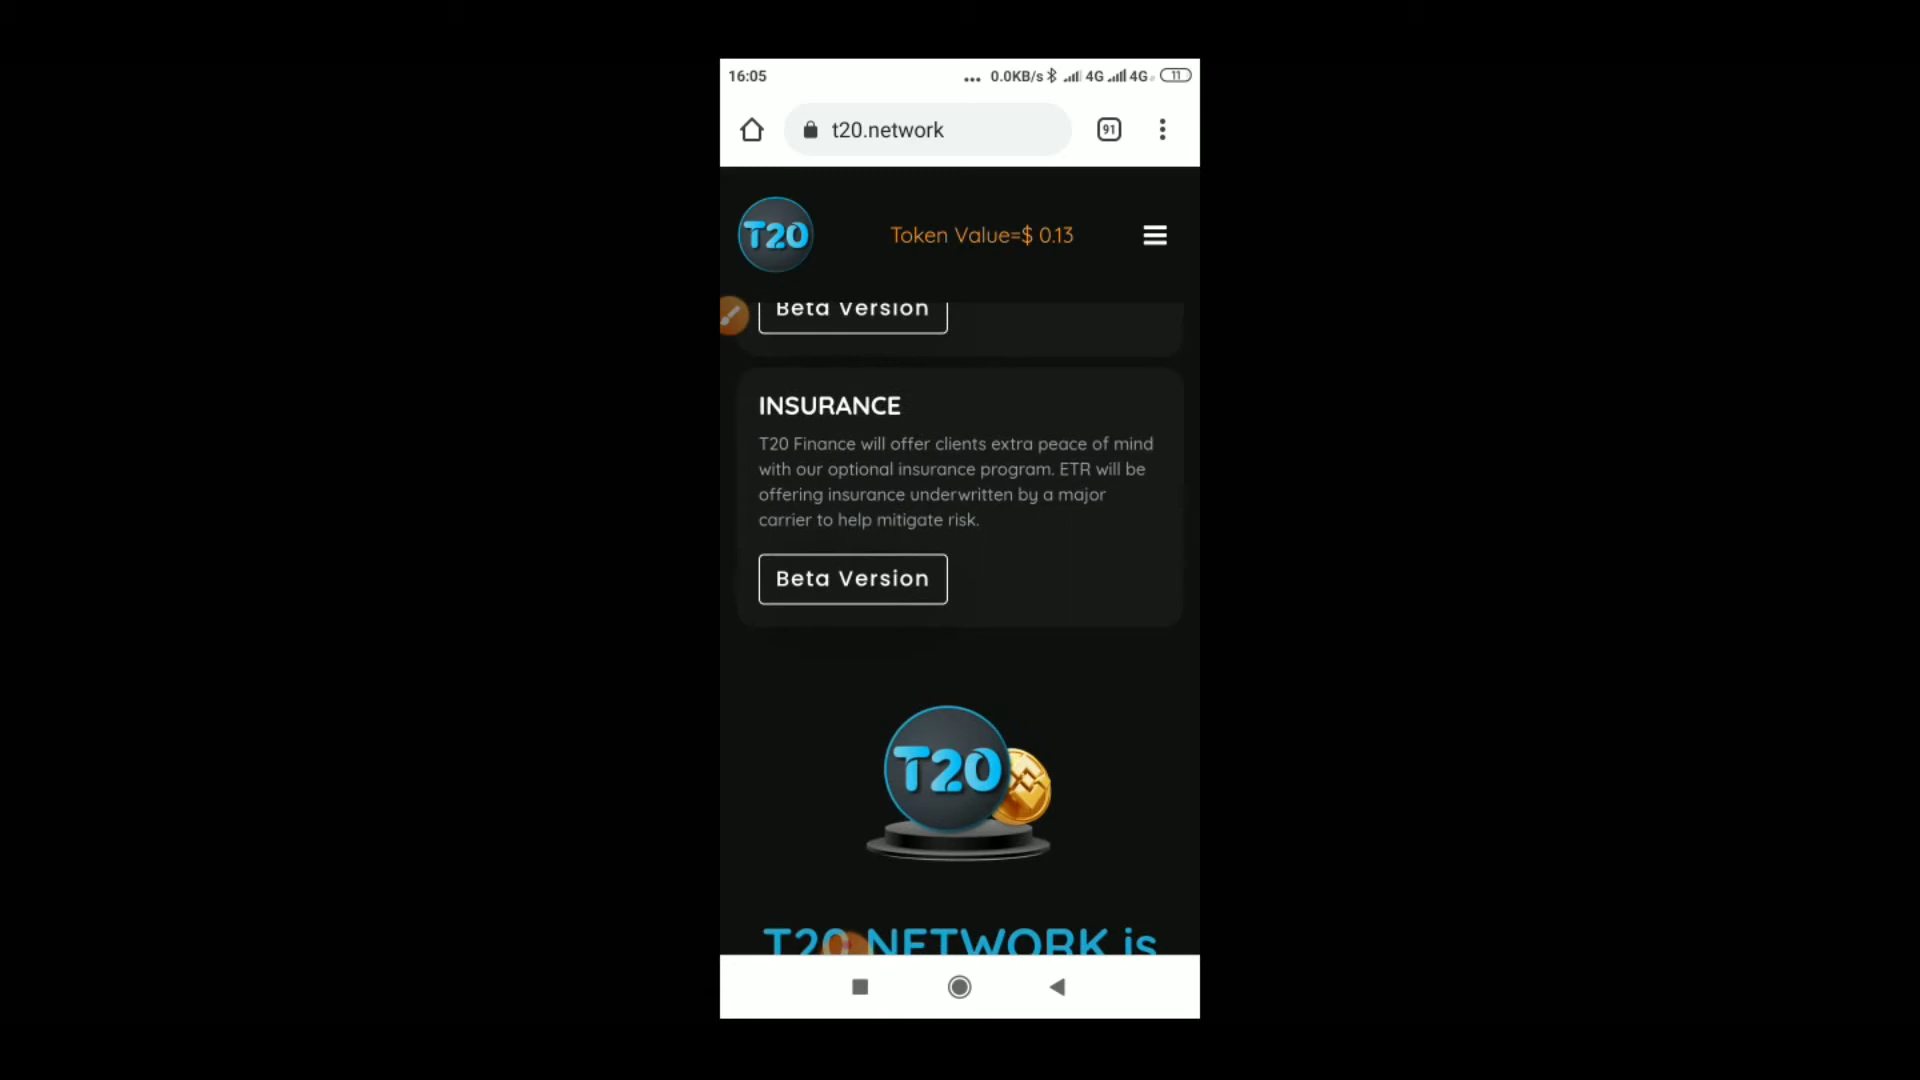 16:05
... 0.0KB/s 4G 4G 11
t20.network
91
T20
Token Value=$ 0.13
Beta Version
INSURANCE
T20 Finance will offer clients extra peace of mind
with our optional insurance program. ETR will be
offering insurance underwritten by a major
carrier to help mitigate risk.
Beta Version
T20
T20 NETWORK is